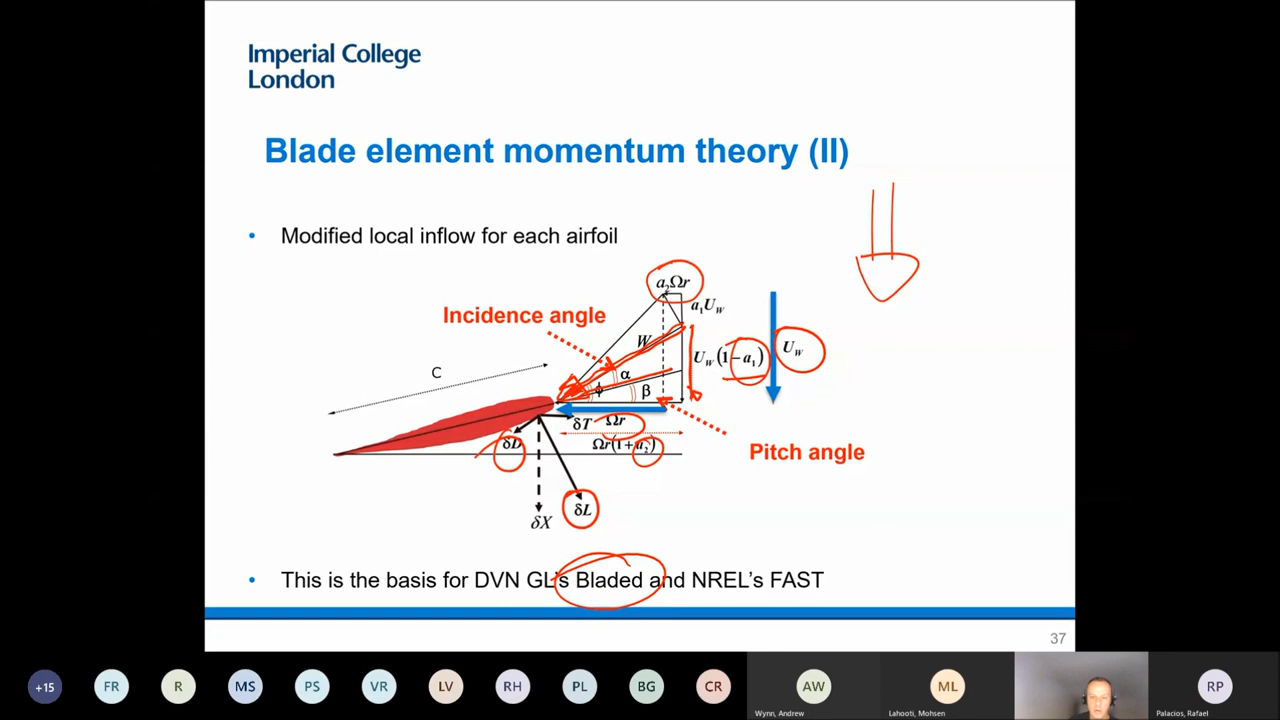 Imperial College
London
Blade element momentum theory (II)
• Modified local inflow for each airfoil
a₂Ωr
a₁U_W
Incidence angle
W
U_W(1−a₁)
U_W
C
α
ϕ
β
δT
Ωr
δD
Ωr(1+a₂)
Pitch angle
δL
δX
• This is the basis for DVN GL's Bladed and NREL's FAST
37
+15
FR
R
MS
PS
VR
LV
RH
PL
BG
CR
AW
ML
RP
Wynn, Andrew
Lahooti, Mohsen
Palacios, Rafael